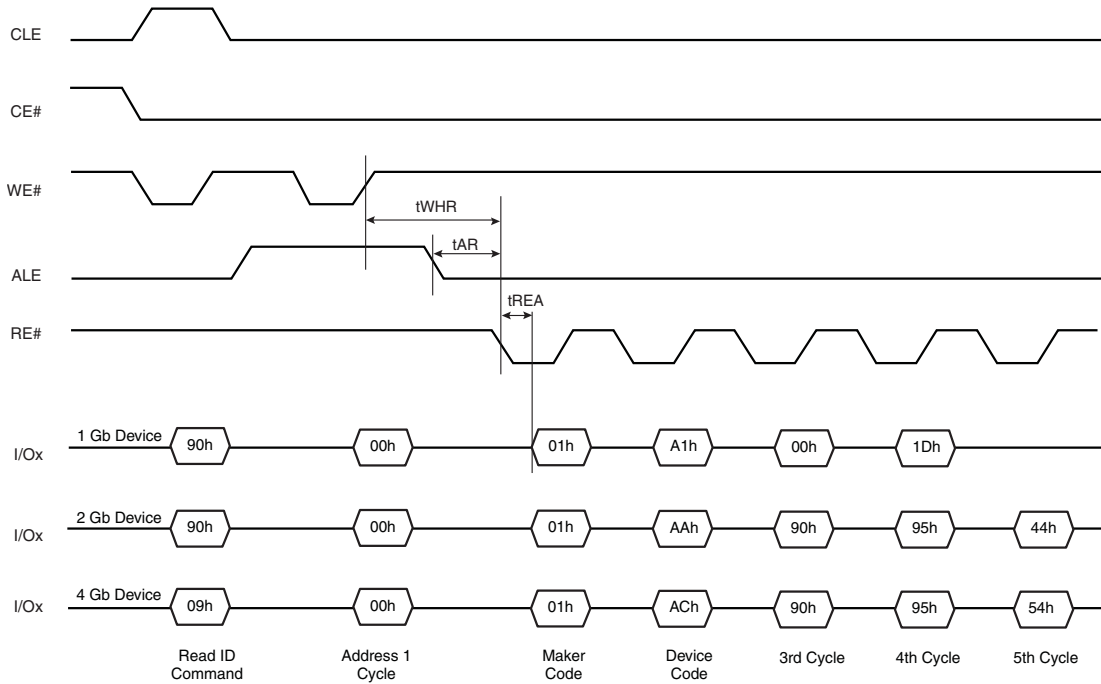 CLE
CE#
WE#
tWHR
tAR
ALE
tREA
RE#
1 Gb Device
I/Ox
90h
00h
01h
A1h
00h
1Dh
2 Gb Device
I/Ox
90h
00h
01h
AAh
90h
95h
44h
4 Gb Device
I/Ox
09h
00h
01h
ACh
90h
95h
54h
Read ID
Command
Address 1
Cycle
Maker
Code
Device
Code
3rd Cycle
4th Cycle
5th Cycle